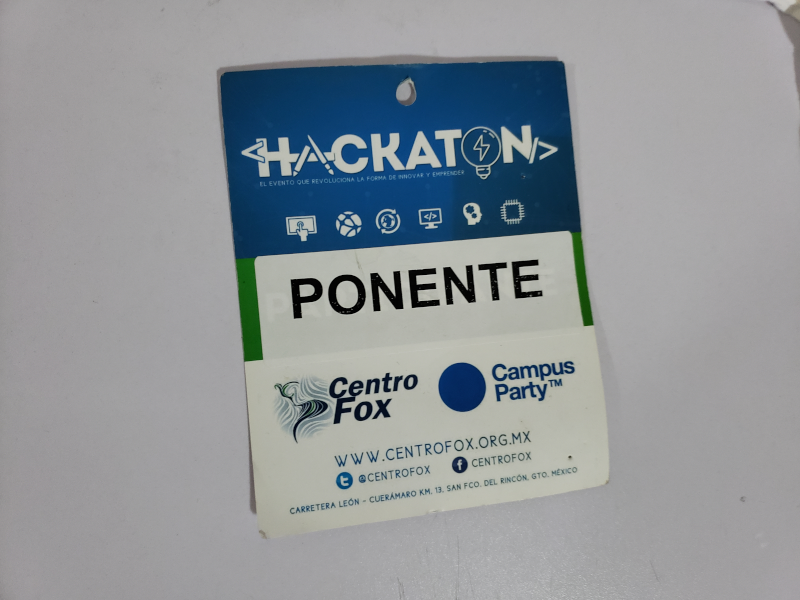 <HACKATON/>
EL EVENTO QUE REVOLUCIONA LA FORMA DE INNOVAR Y EMPRENDER
</>
PONENTE
Centro
Fox
Campus
Party™
WWW.CENTROFOX.ORG.MX
@CENTROFOX CENTROFOX
CARRETERA LEÓN - CUERÁMARO KM. 13, SAN FCO. DEL RINCÓN, GTO. MÉXICO